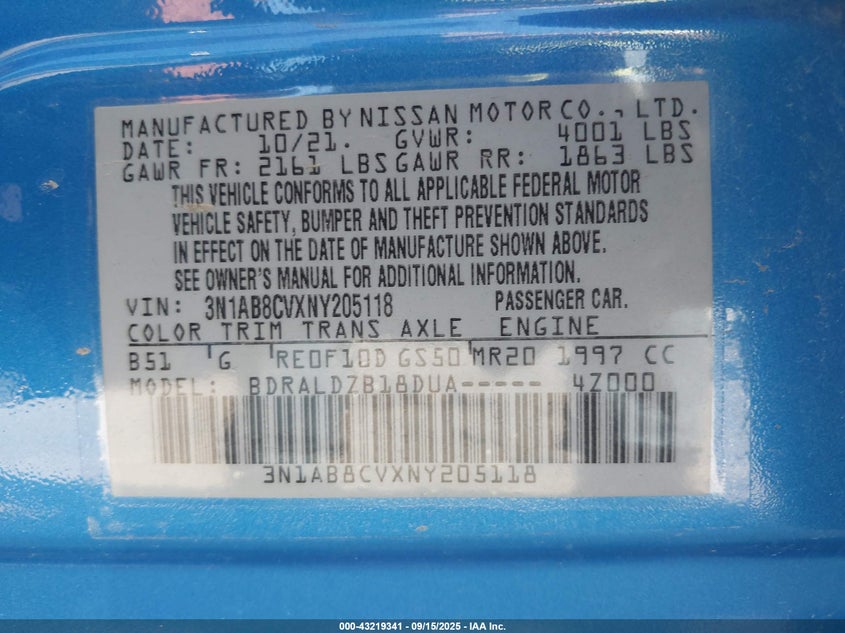 MANUFACTURED BY NISSAN MOTOR CO., LTD.
DATE: 10/21. GVWR: 4001 LBS
GAWR FR: 2161 LBS GAWR RR: 1863 LBS
THIS VEHICLE CONFORMS TO ALL APPLICABLE FEDERAL MOTOR
VEHICLE SAFETY, BUMPER AND THEFT PREVENTION STANDARDS
IN EFFECT ON THE DATE OF MANUFACTURE SHOWN ABOVE.
SEE OWNER'S MANUAL FOR ADDITIONAL INFORMATION.
VIN: 3N1AB8CVXNY205118 PASSENGER CAR.
COLOR TRIM TRANS AXLE ENGINE
B51 G RE0F10D GS50 MR20 1997 CC
MODEL: BDRALDZB18DUA----- 4Z000
3N1AB8CVXNY205118
000-43219341 - 09/15/2025 - IAA Inc.